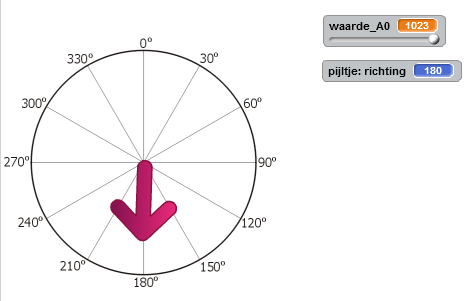 waarde_A0 1023
pijltje: richting 180
0º
330º 30º
300º 60º
270º 90º
240º 120º
210º 150º
180º